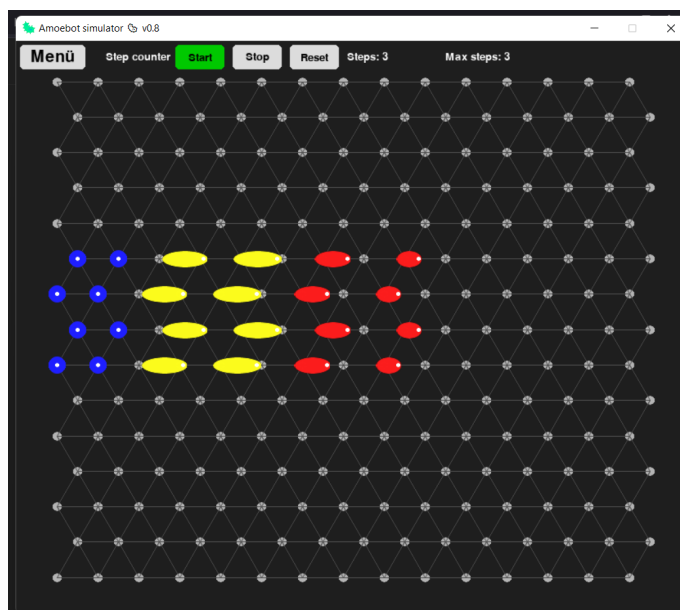 Amoebot simulator v0.8
Menü Step counter Start Stop Reset Steps: 3 Max steps: 3